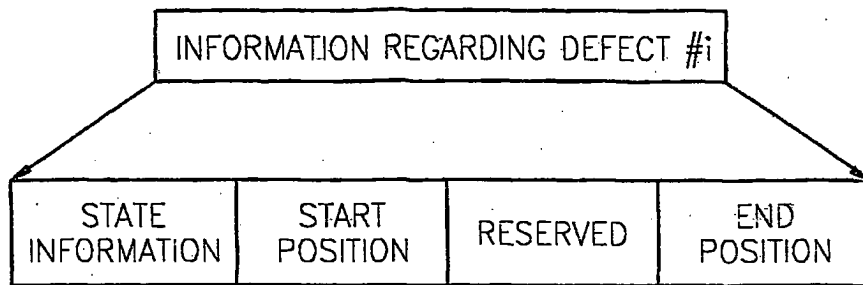 INFORMATION REGARDING DEFECT #i
STATE
INFORMATION
START
POSITION
RESERVED
END
POSITION